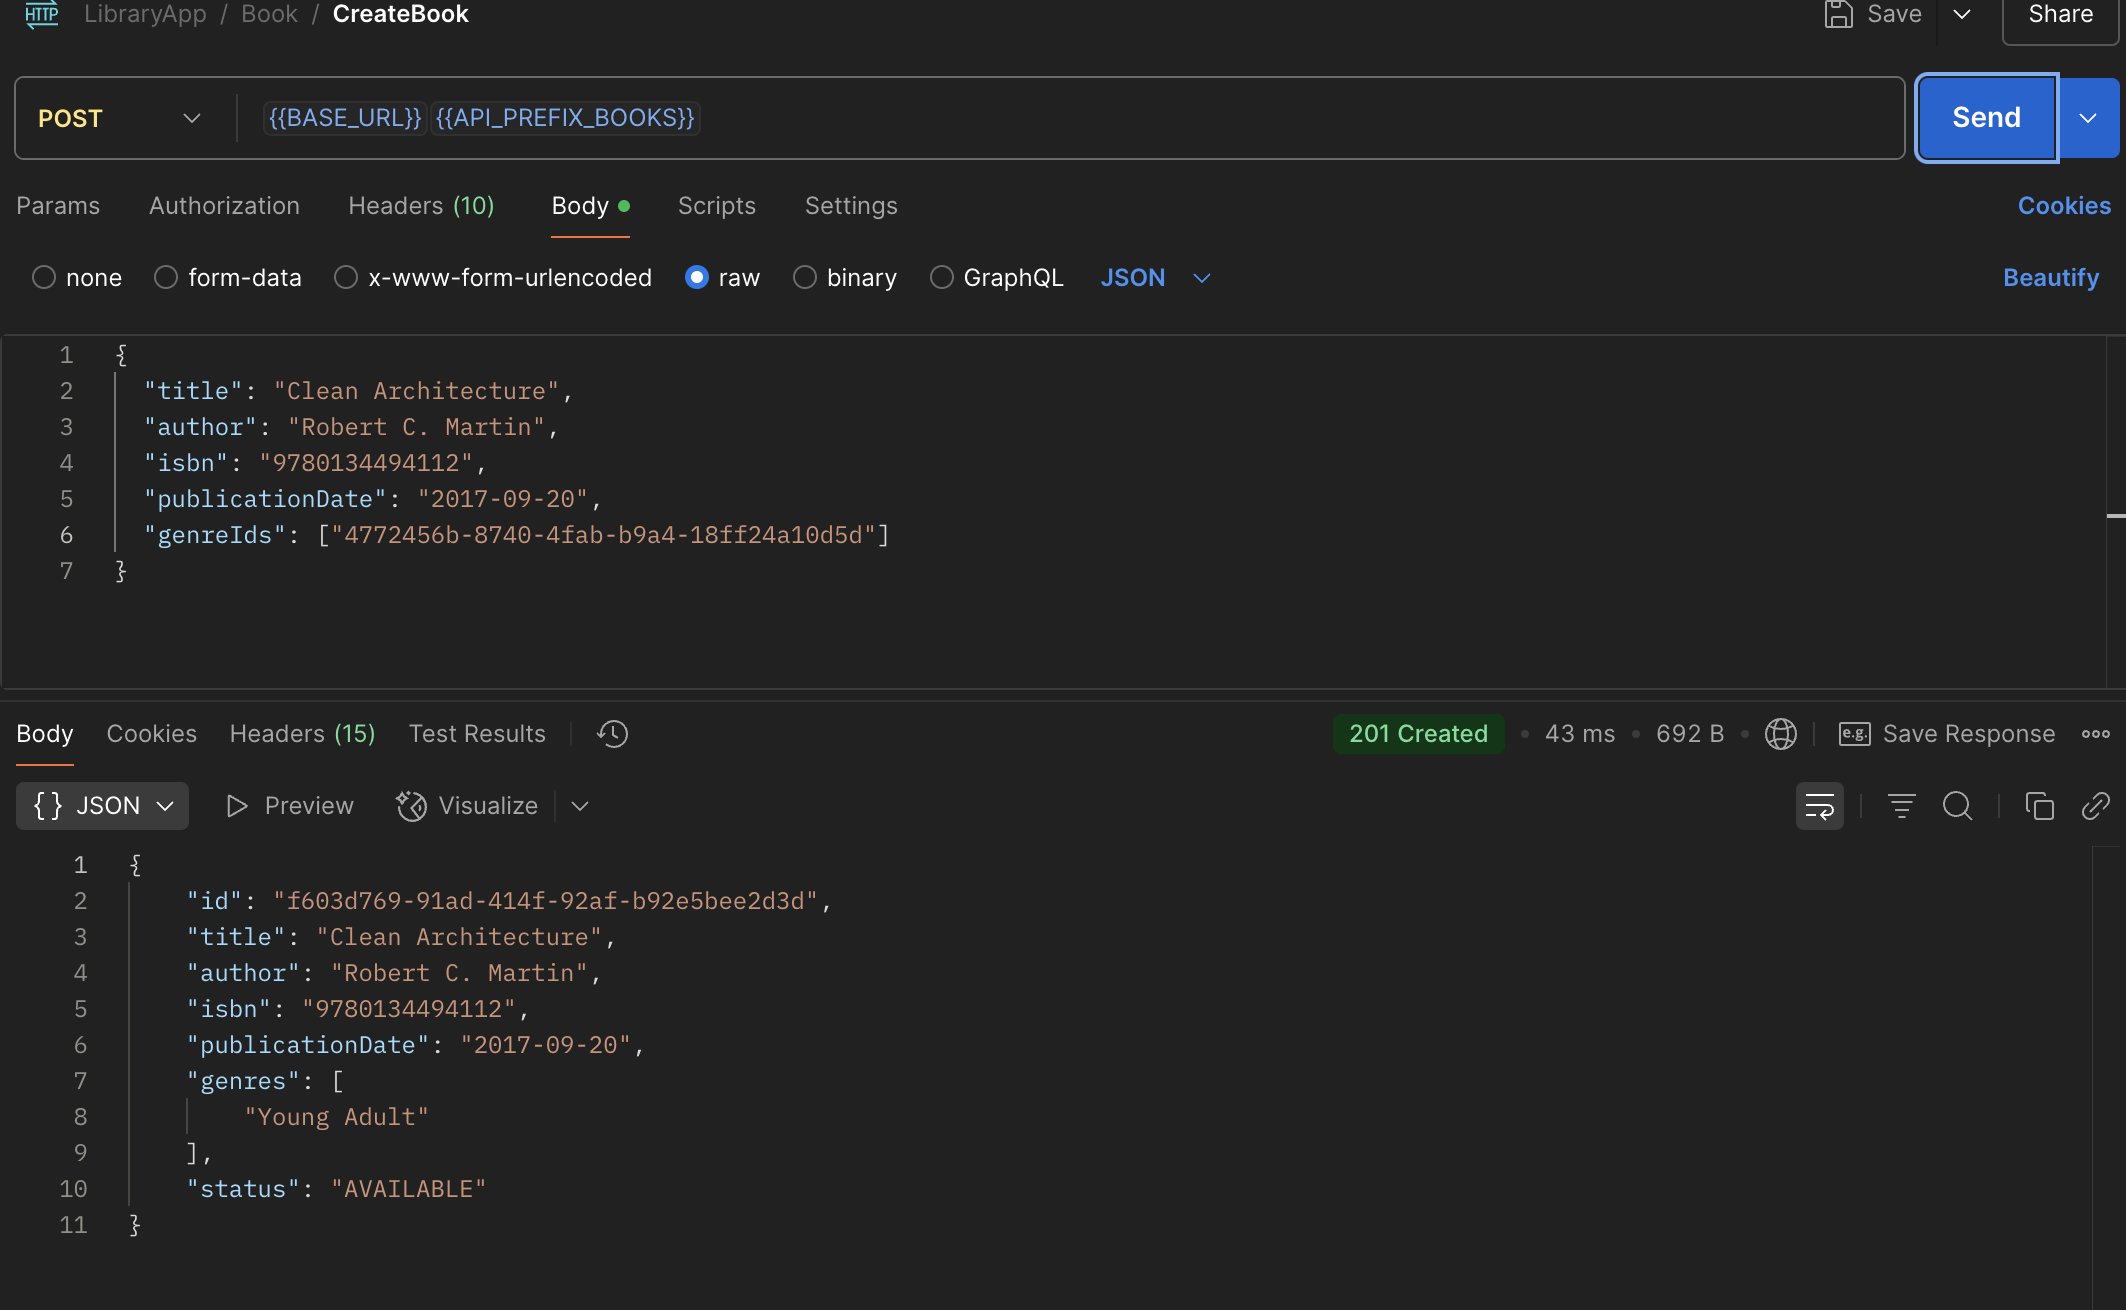 HTTP LibraryApp / Book / CreateBook Save Share
POST {{BASE_URL}} {{API_PREFIX_BOOKS}} Send
Params Authorization Headers (10) Body Scripts Settings Cookies
none form-data x-www-form-urlencoded raw binary GraphQL JSON Beautify
1 {
2 "title": "Clean Architecture",
3 "author": "Robert C. Martin",
4 "isbn": "9780134494112",
5 "publicationDate": "2017-09-20",
6 "genreIds": ["4772456b-8740-4fab-b9a4-18ff24a10d5d"]
7 }
Body Cookies Headers (15) Test Results 201 Created • 43 ms • 692 B • e.g. Save Response
{} JSON Preview Visualize
1 {
2 "id": "f603d769-91ad-414f-92af-b92e5bee2d3d",
3 "title": "Clean Architecture",
4 "author": "Robert C. Martin",
5 "isbn": "9780134494112",
6 "publicationDate": "2017-09-20",
7 "genres": [
8 "Young Adult"
9 ],
10 "status": "AVAILABLE"
11 }